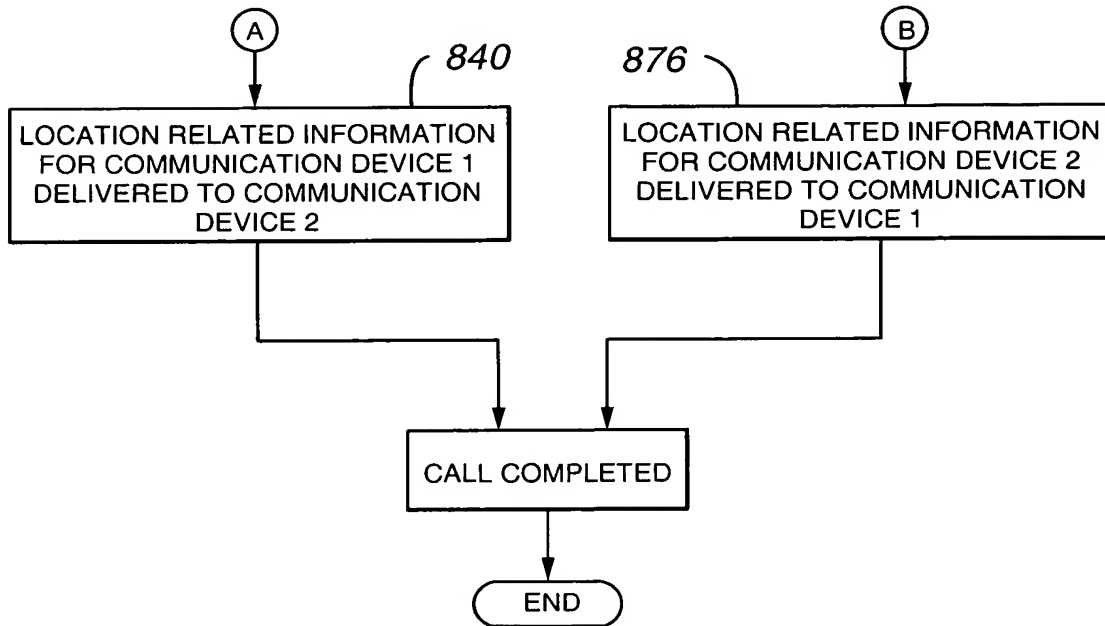 A
B
840
876
LOCATION RELATED INFORMATION
FOR COMMUNICATION DEVICE 1
DELIVERED TO COMMUNICATION
DEVICE 2
LOCATION RELATED INFORMATION
FOR COMMUNICATION DEVICE 2
DELIVERED TO COMMUNICATION
DEVICE 1
CALL COMPLETED
END